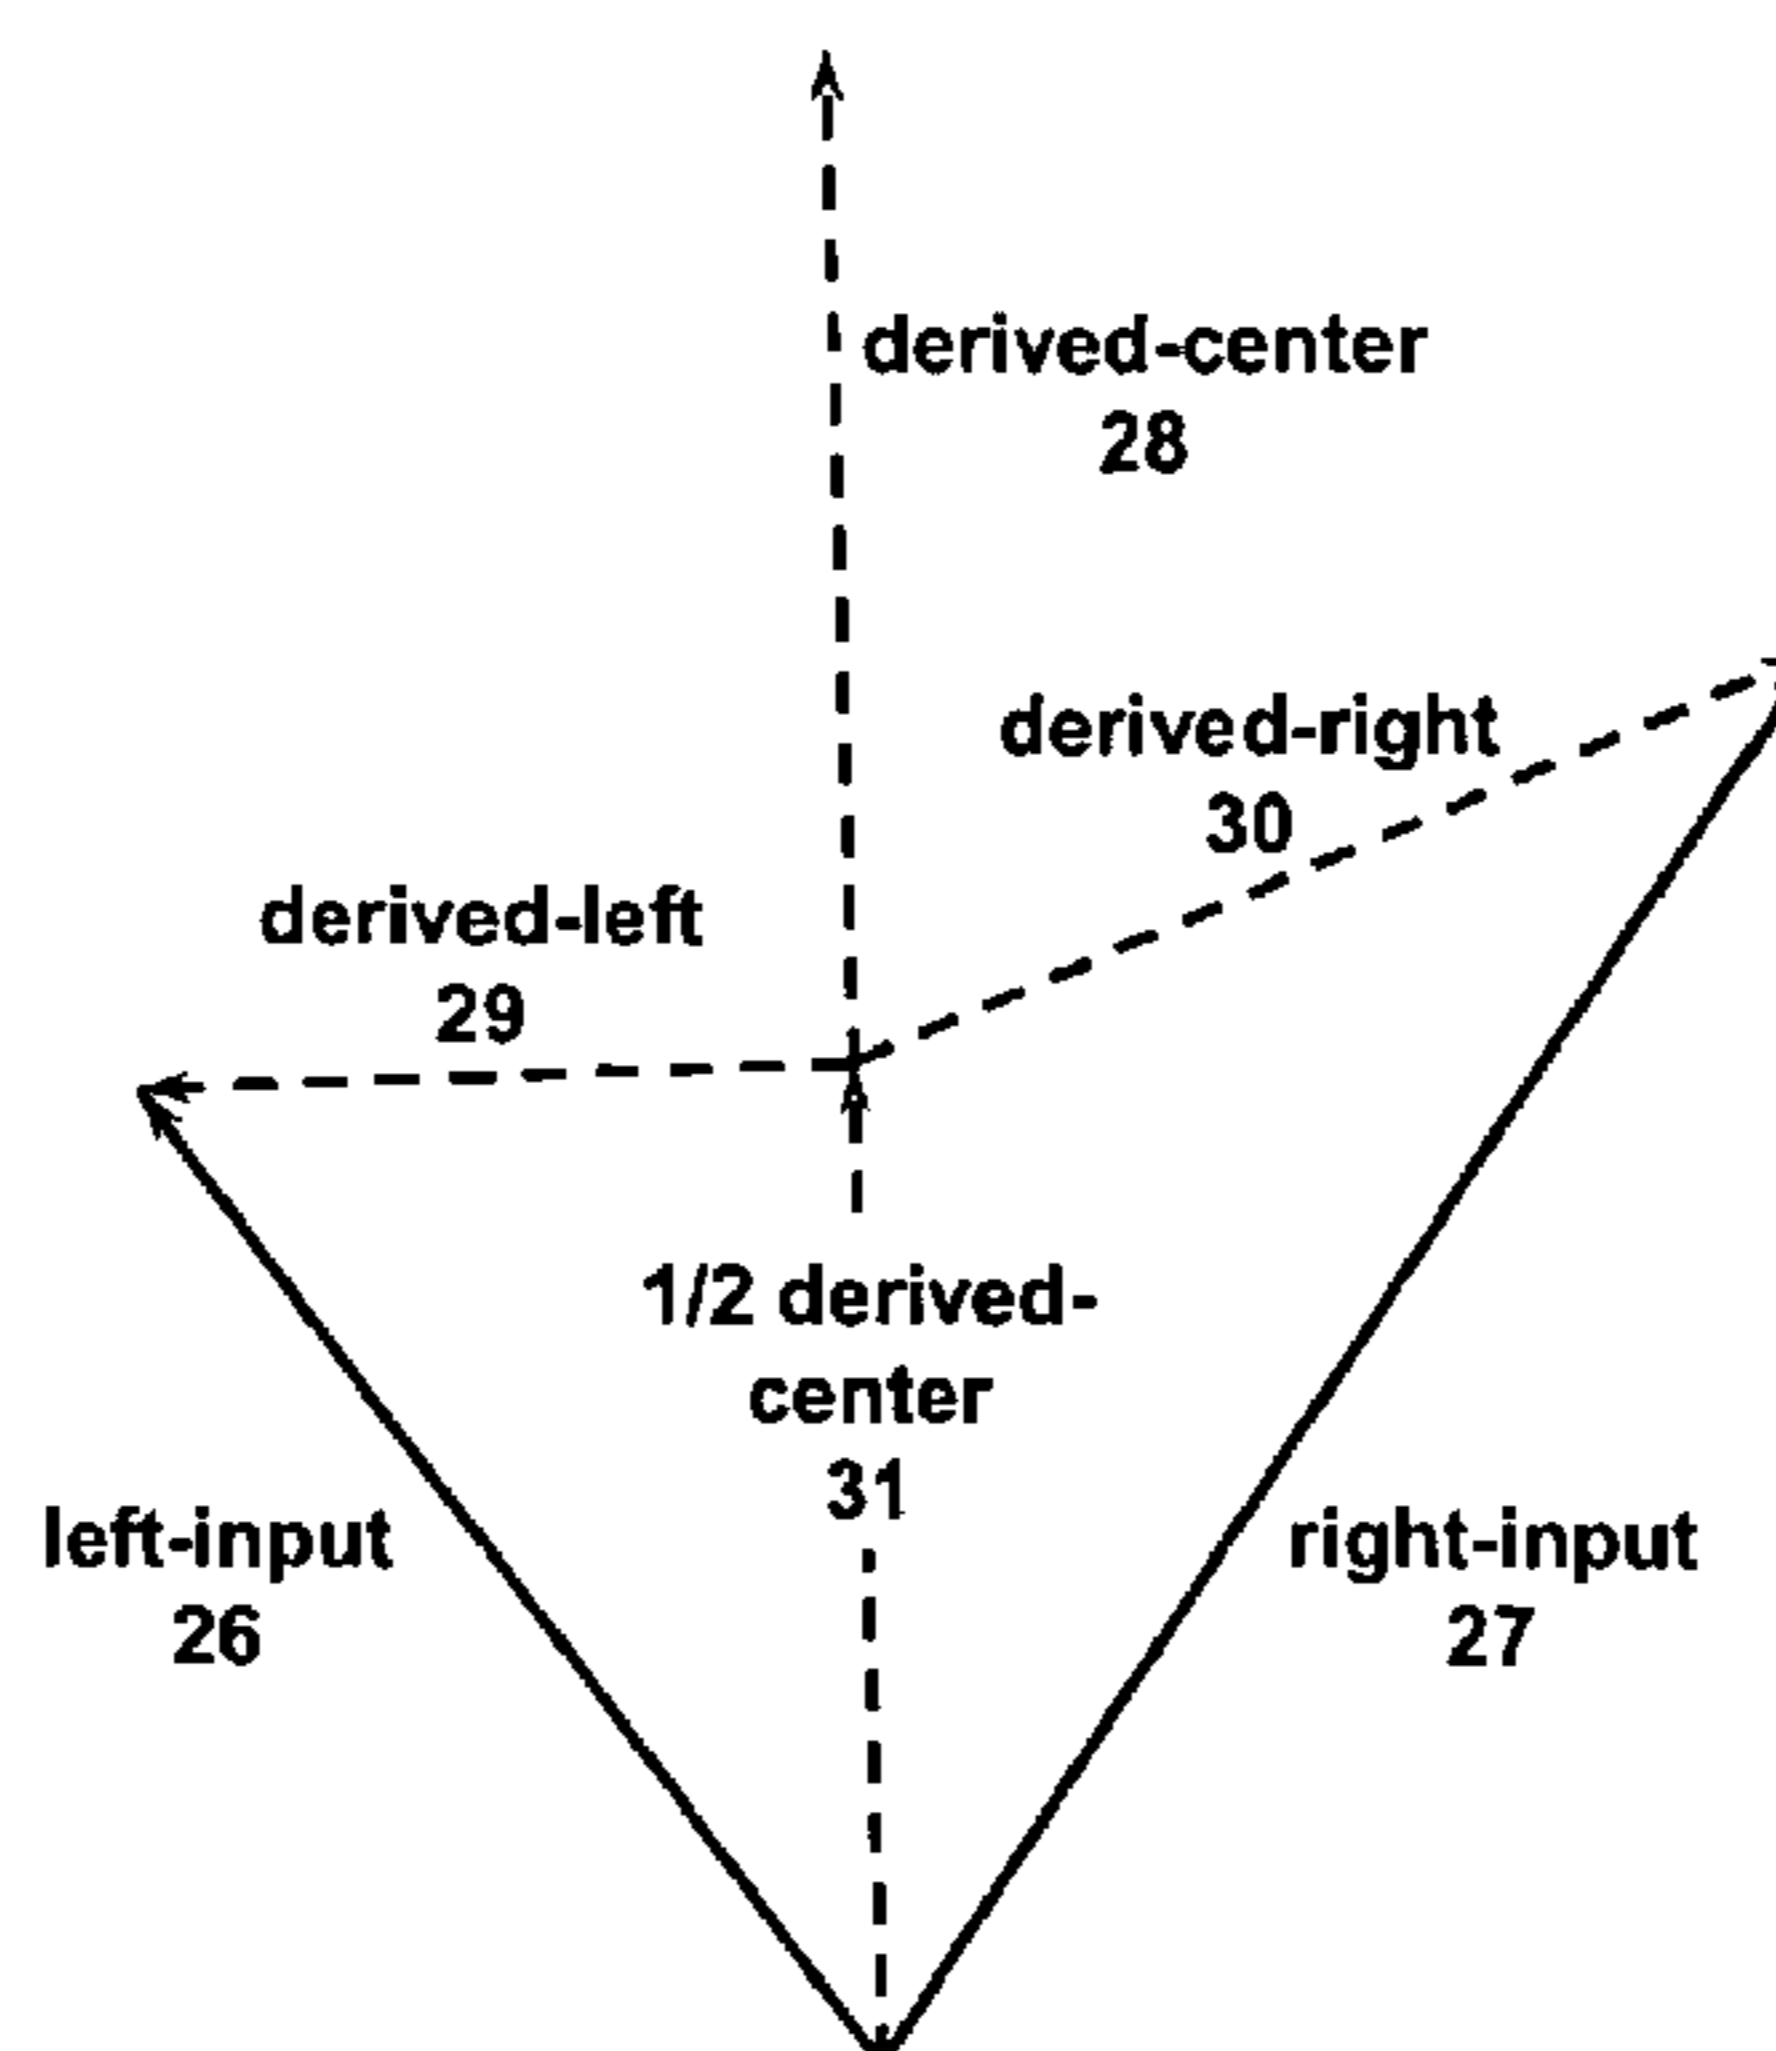 derived-center
28
derived-right
30
derived-left
29
1/2 derived-
center
31
left-input
26
right-input
27